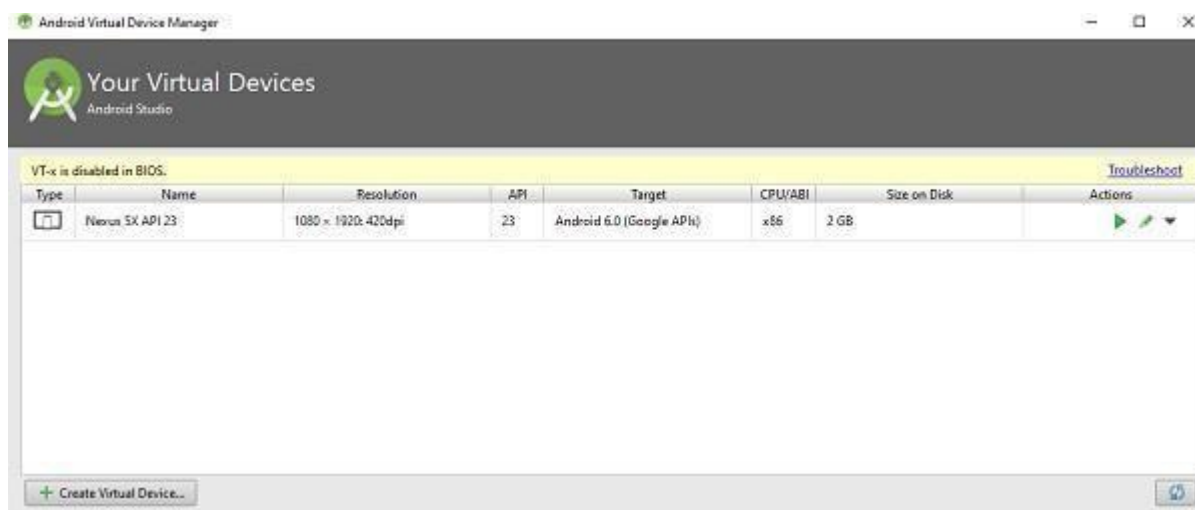 Android Virtual Device Manager
Your Virtual Devices
Android Studio
VT-x is disabled in BIOS. Troubleshoot
Type Name Resolution API Target CPU/ABI Size on Disk Actions
Nexus 5X API 23 1080 × 1920: 420dpi 23 Android 6.0 (Google APIs) x86 2 GB
Create Virtual Device...